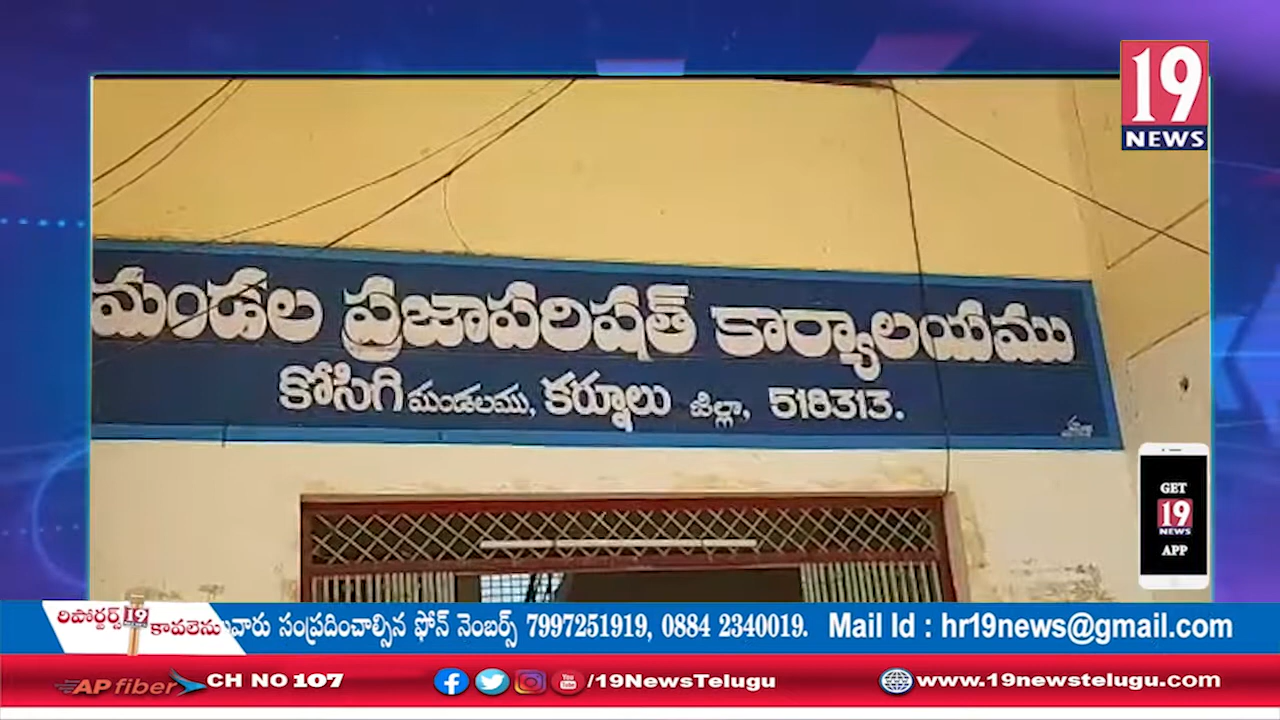 19
NEWS
మండల ప్రజాపరిషత్ కార్యాలయము
కోసిగి మండలము, కర్నూలు జిల్లా, 518313.
GET
19
NEWS
APP
రిపోర్టర్స్ 19
కావలెను
వారు సంప్రదించాల్సిన ఫోన్ నెంబర్స్ 7997251919, 0884 2340019. Mail Id : hr19news@gmail.com
AP fiber CH NO 107 /19NewsTelugu www.19newstelugu.com